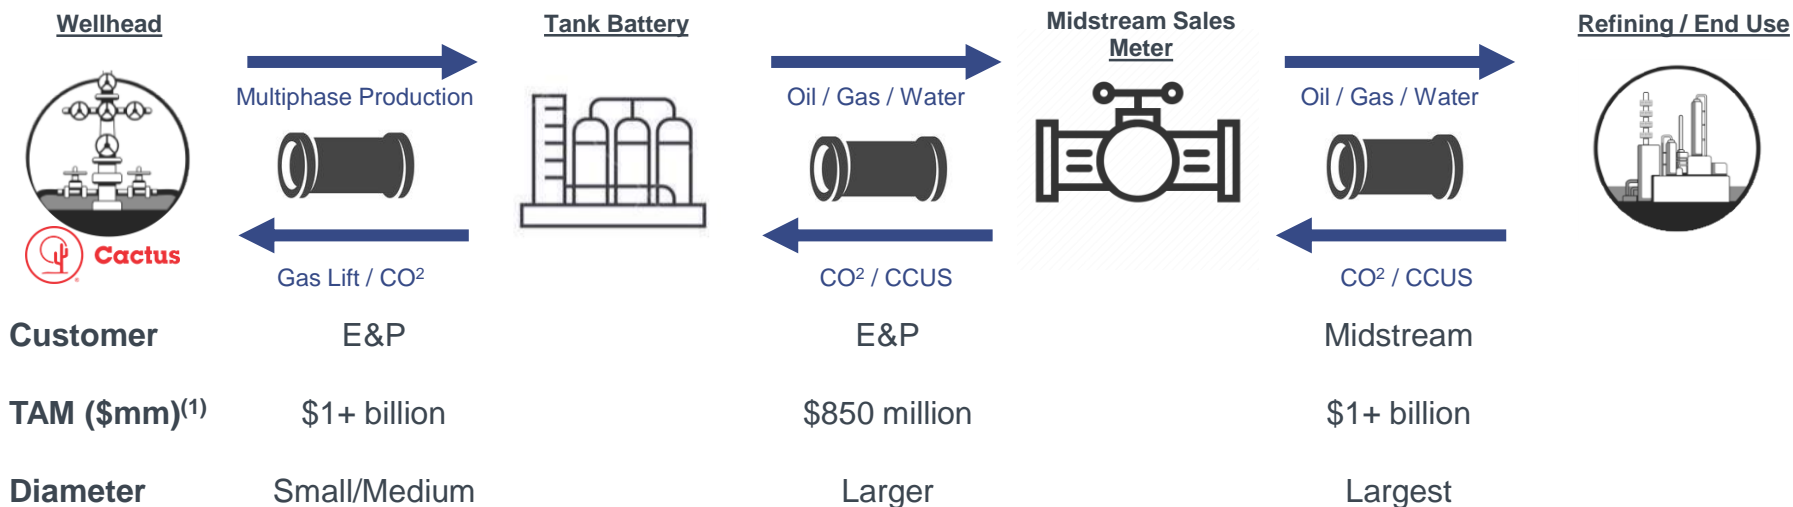 Wellhead
Tank Battery
Midstream Sales
Meter
Refining / End Use
Multiphase Production
Oil / Gas / Water
Oil / Gas / Water
Cactus
Gas Lift / CO²
CO² / CCUS
CO² / CCUS
Customer E&P E&P Midstream
TAM ($mm)⁽¹⁾ $1+ billion $850 million $1+ billion
Diameter Small/Medium Larger Largest